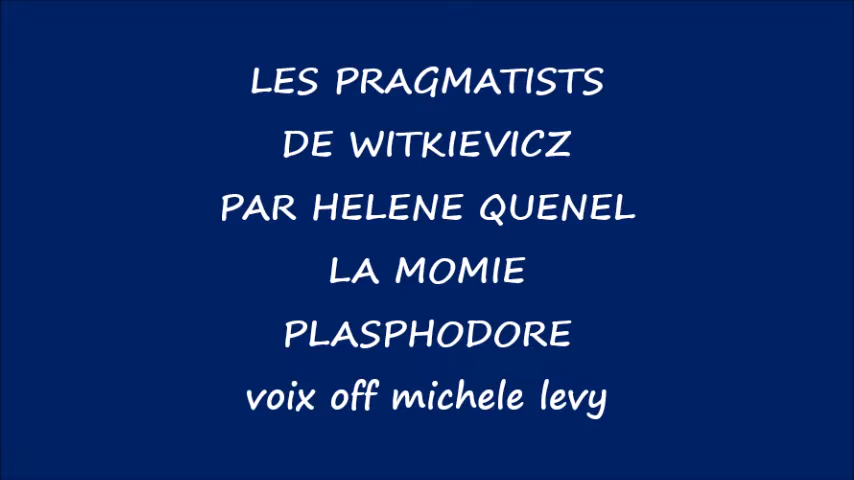 LES PRAGMATISTS
DE WITKIEVICZ
PAR HELENE QUENEL
LA MOMIE
PLASPHODORE
voix off michele levy